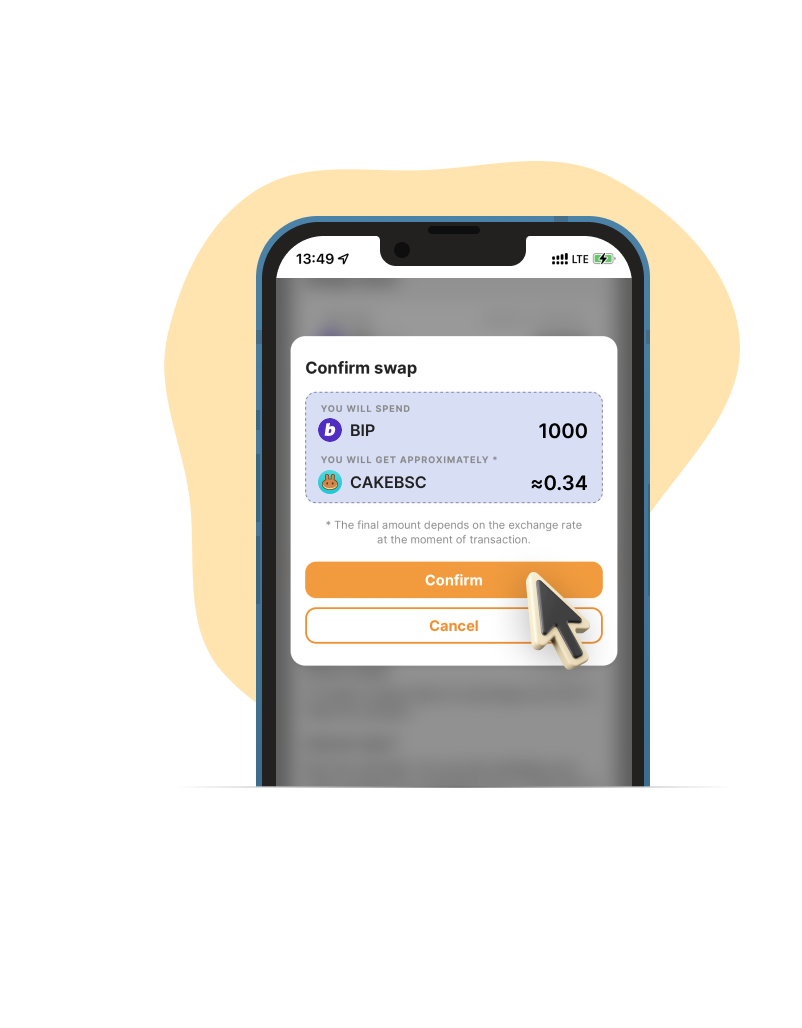 13:49 LTE
Confirm swap
YOU WILL SPEND
b BIP 1000
YOU WILL GET APPROXIMATELY *
CAKEBSC ≈0.34
* The final amount depends on the exchange rate
at the moment of transaction.
Confirm
Cancel